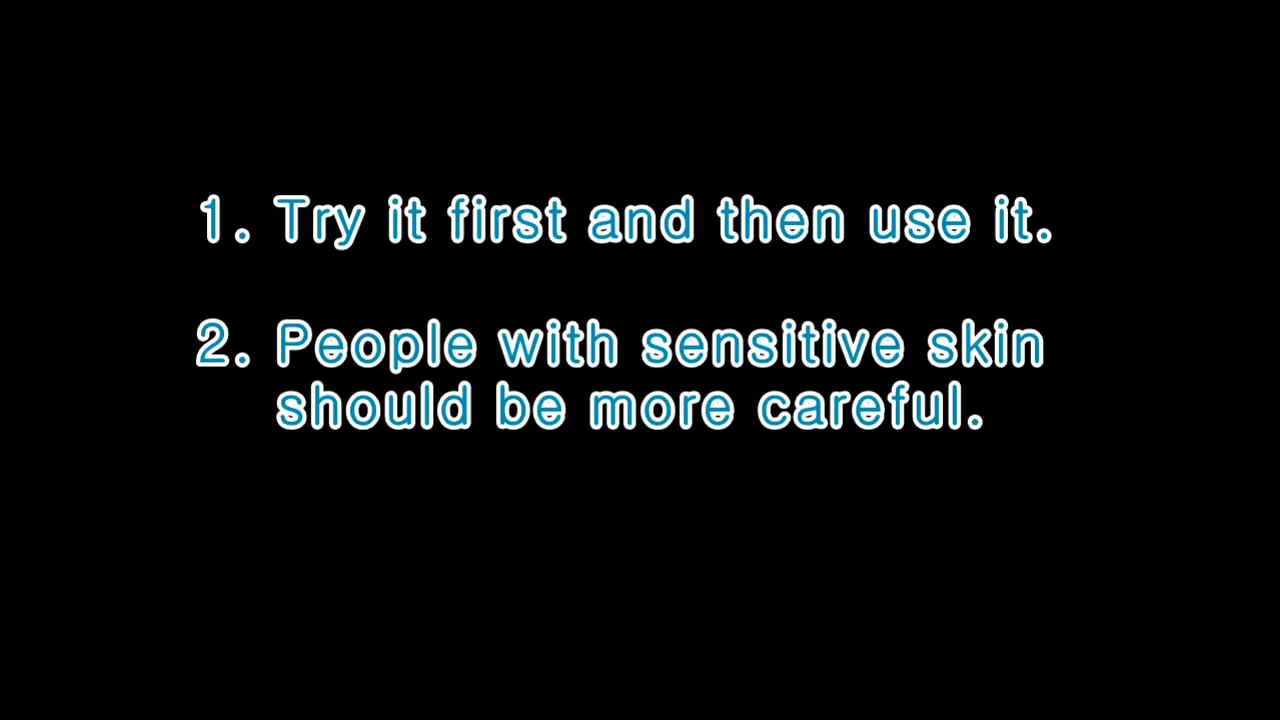 1. Try it first and then use it.
2. People with sensitive skin
should be more careful.